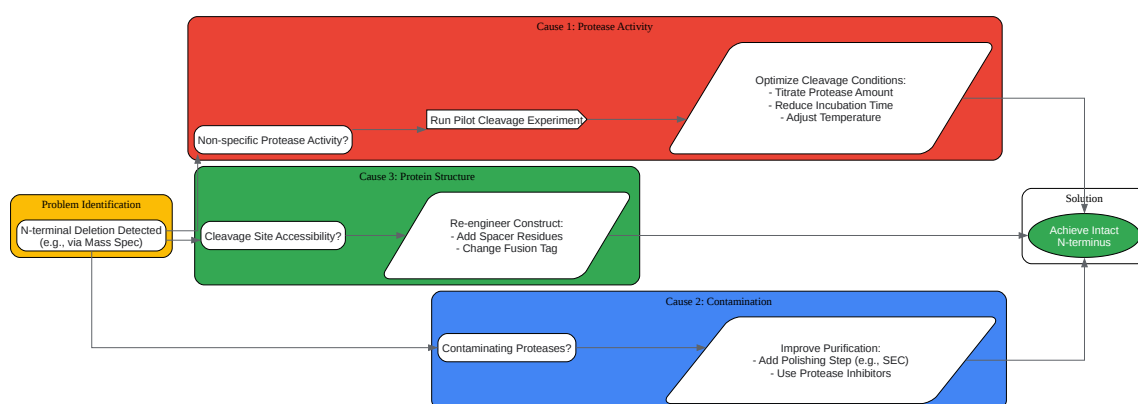 Cause 1: Protease Activity
Optimize Cleavage Conditions:
- Titrate Protease Amount
- Reduce Incubation Time
- Adjust Temperature
Run Pilot Cleavage Experiment
Non-specific Protease Activity?
Cause 3: Protein Structure
Problem Identification
N-terminal Deletion Detected
(e.g., via Mass Spec)
Cleavage Site Accessibility?
Re-engineer Construct:
- Add Spacer Residues
- Change Fusion Tag
Solution
Achieve Intact
N-terminus
Cause 2: Contamination
Contaminating Proteases?
Improve Purification:
- Add Polishing Step (e.g., SEC)
- Use Protease Inhibitors